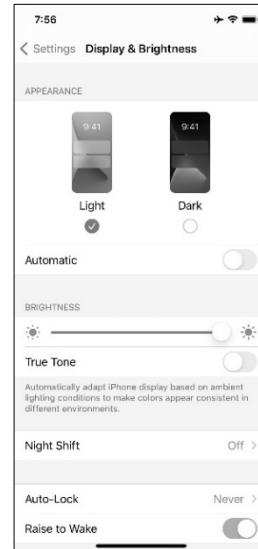 7:56
Settings Display & Brightness
APPEARANCE
9:41 9:41
Light Dark
Automatic
BRIGHTNESS
True Tone
Automatically adapt iPhone display based on ambient
lighting conditions to make colors appear consistent in
different environments.
Night Shift Off
Auto-Lock Never
Raise to Wake